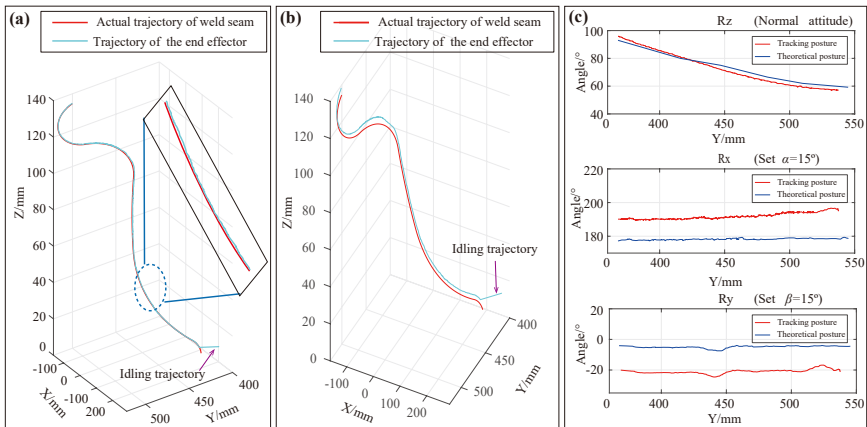 (a)
Actual trajectory of weld seam
Trajectory of the end effector
140
120
100
80
60
40
20
0
Z/mm
-100
0
100
200
X/mm
500
450
400
Y/mm
Idling trajectory
(b)
Actual trajectory of weld seam
Trajectory of the end effector
140
120
100
80
60
40
20
0
Z/mm
-100
0
100
200
X/mm
500
450
400
Y/mm
Idling trajectory
(c)
Rz (Normal attitude)
Tracking posture
Theoretical posture
100
80
60
40
Angle/°
400
450
500
550
Y/mm
Rx (Set α=15º)
Tracking posture
Theoretical posture
220
200
180
160
Angle/°
400
450
500
550
Y/mm
Ry (Set β=15º)
Tracking posture
Theoretical posture
0
-20
Angle/°
400
450
500
550
Y/mm